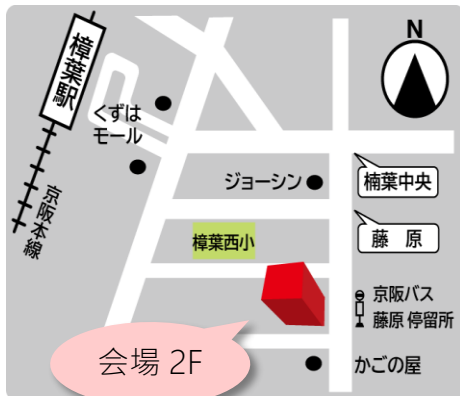 N
樟葉駅
くずは
モール
京阪本線
ジョーシン
楠葉中央
樟葉西小
藤 原
京阪バス
藤原 停留所
会場 2F
かごの屋